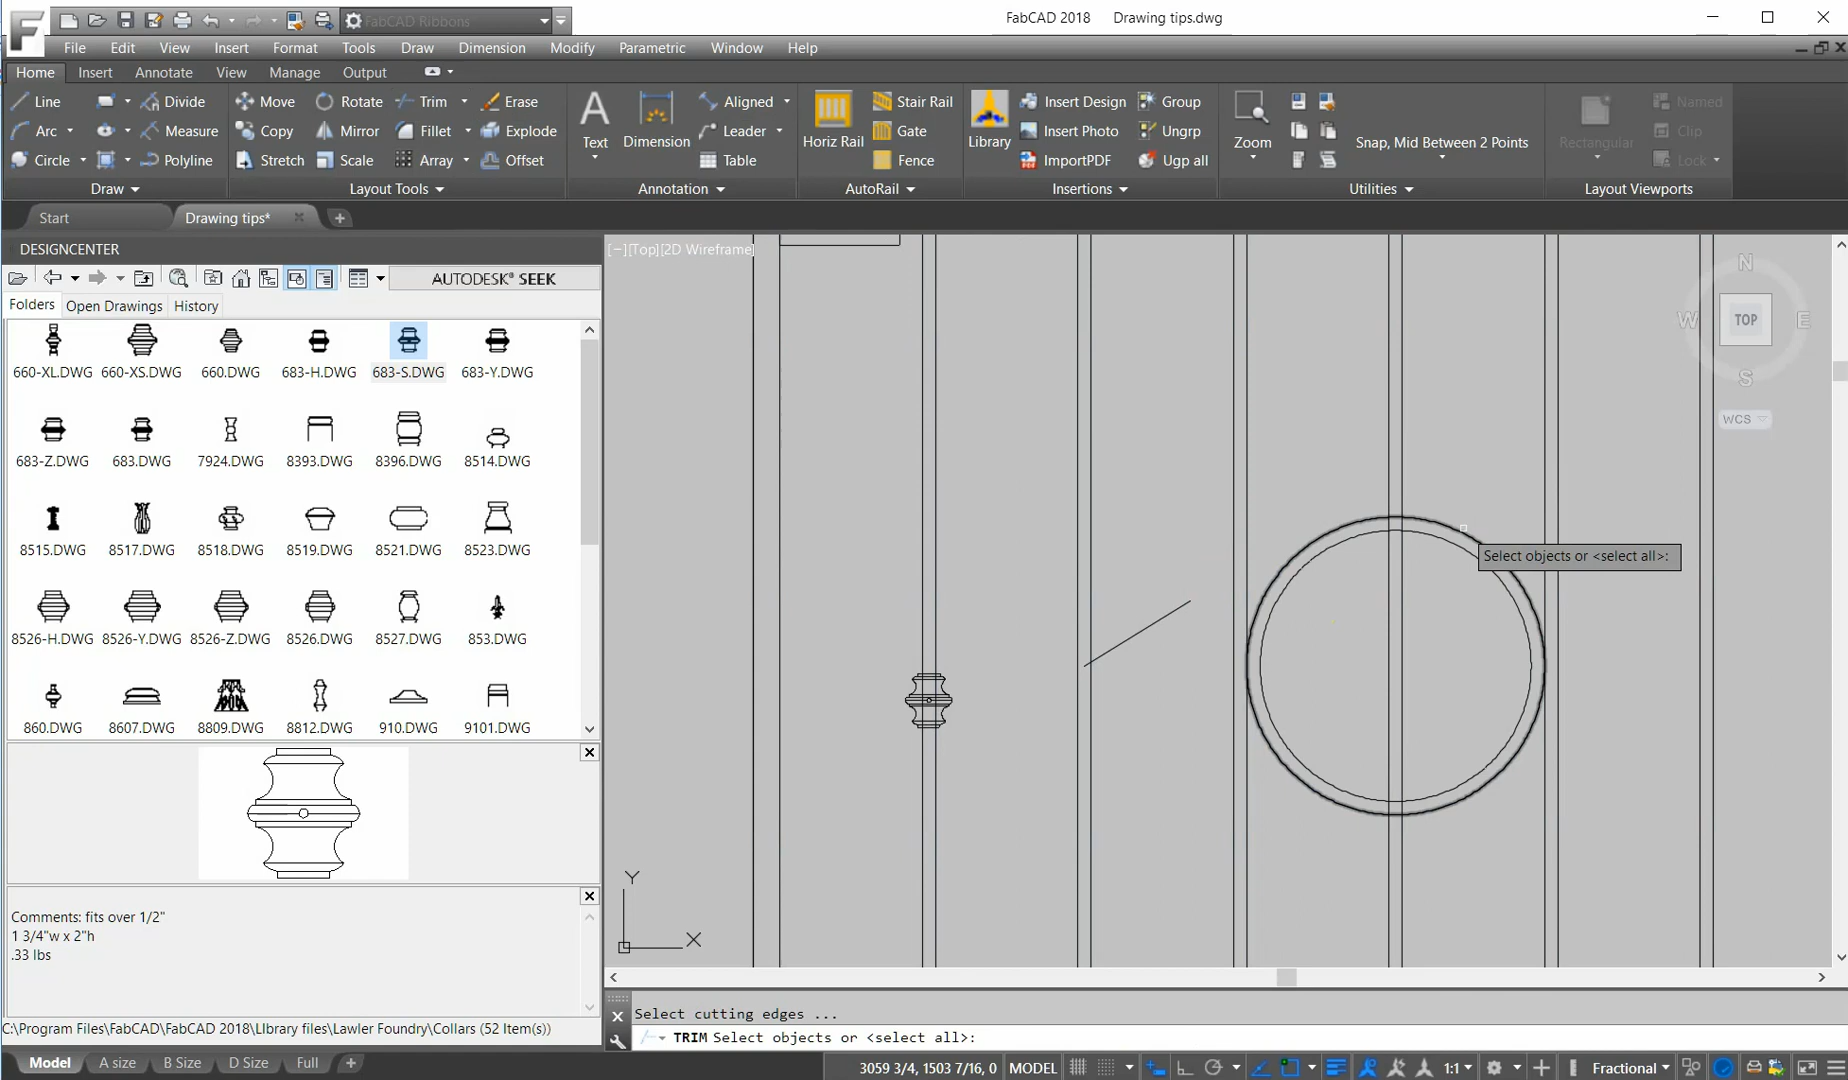 FabCAD Ribbons
FabCAD 2018 Drawing tips.dwg
File Edit View Insert Format Tools Draw Dimension Modify Parametric Window Help
Home Insert Annotate View Manage Output
Line Divide Move Rotate Trim Erase Aligned Stair Rail Insert Design Group Named
Arc Measure Copy Mirror Fillet Explode Text Dimension Leader Horiz Rail Gate Library Insert Photo Ungrp Zoom Snap, Mid Between 2 Points Rectangular Clip
Circle Polyline Stretch Scale Array Offset Table Fence ImportPDF Ugp all Lock
Draw Layout Tools Annotation AutoRail Insertions Utilities Layout Viewports
Start Drawing tips*
DESIGNCENTER
[−][Top][2D Wireframe]
AUTODESK® SEEK
Folders Open Drawings History
660-XL.DWG 660-XS.DWG 660.DWG 683-H.DWG 683-S.DWG 683-Y.DWG
683-Z.DWG 683.DWG 7924.DWG 8393.DWG 8396.DWG 8514.DWG
8515.DWG 8517.DWG 8518.DWG 8519.DWG 8521.DWG 8523.DWG
8526-H.DWG 8526-Y.DWG 8526-Z.DWG 8526.DWG 8527.DWG 853.DWG
860.DWG 8607.DWG 8809.DWG 8812.DWG 910.DWG 9101.DWG
N
W TOP E
S
WCS
Select objects or <select all>:
Y
X
Comments: fits over 1/2"
1 3/4"w x 2"h
.33 lbs
C:\Program Files\FabCAD\FabCAD 2018\LIbrary files\Lawler Foundry\Collars (52 Item(s))
Select cutting edges ...
TRIM Select objects or <select all>:
Model A size B Size D Size Full
3059 3/4, 1503 7/16, 0 MODEL 1:1 Fractional